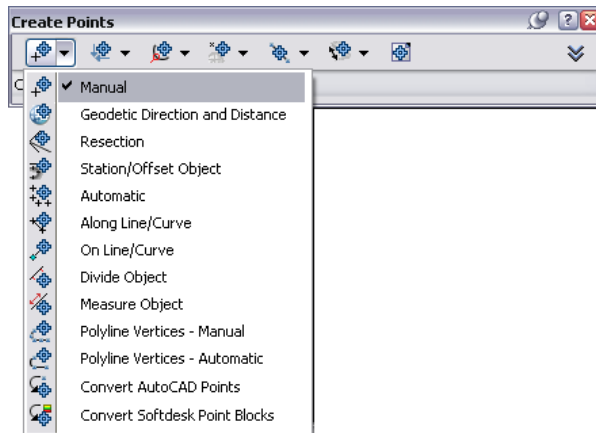 Create Points
Manual
Geodetic Direction and Distance
Resection
Station/Offset Object
Automatic
Along Line/Curve
On Line/Curve
Divide Object
Measure Object
Polyline Vertices - Manual
Polyline Vertices - Automatic
Convert AutoCAD Points
Convert Softdesk Point Blocks